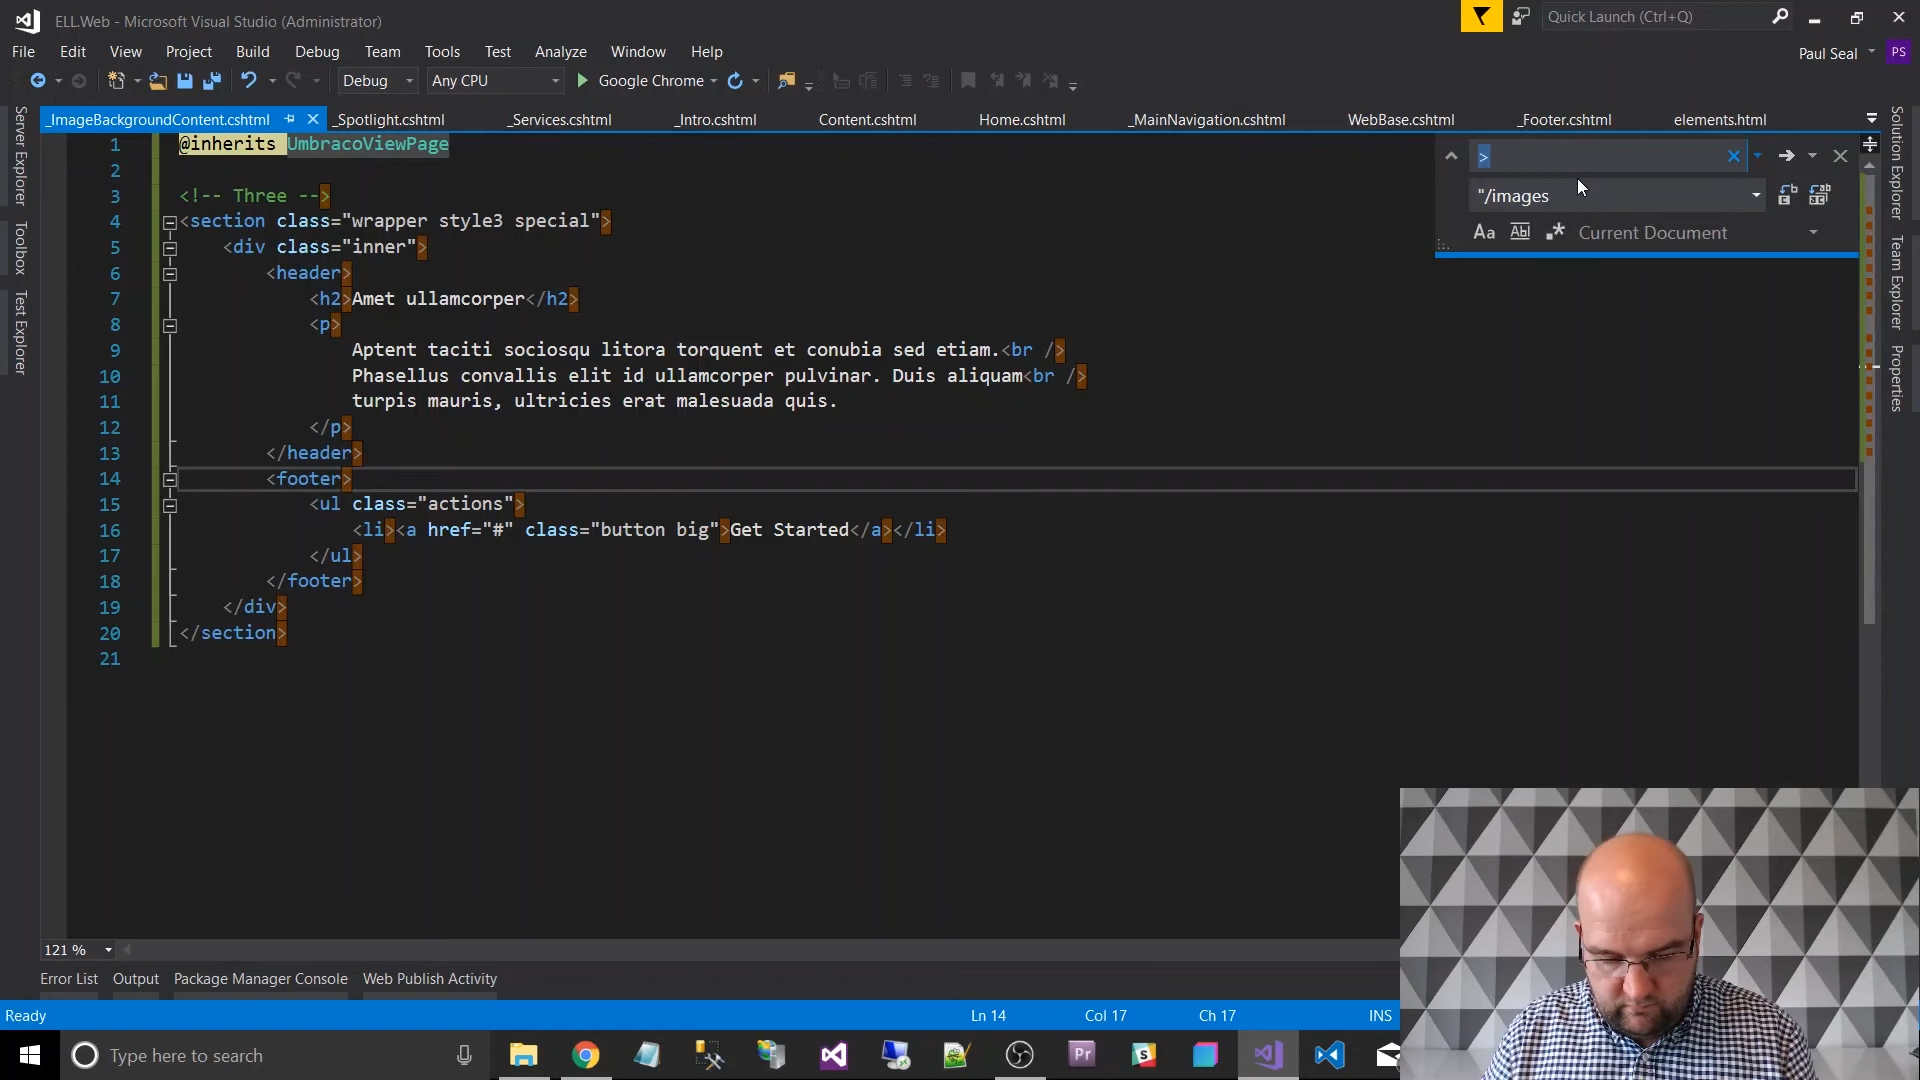 ELL.Web - Microsoft Visual Studio (Administrator)
Quick Launch (Ctrl+Q)
File Edit View Project Build Debug Team Tools Test Analyze Window Help
Paul Seal PS
Debug Any CPU Google Chrome
_ImageBackgroundContent.cshtml _Spotlight.cshtml _Services.cshtml _Intro.cshtml Content.cshtml Home.cshtml _MainNavigation.cshtml WebBase.cshtml _Footer.cshtml elements.html
Server Explorer
Toolbox
Test Explorer
Solution Explorer
Team Explorer
Properties
>
"/images
Aa Abl .* Current Document
1 @inherits UmbracoViewPage
2
3 <!-- Three -->
4 <section class="wrapper style3 special">
5 <div class="inner">
6 <header>
7 <h2>Amet ullamcorper</h2>
8 <p>
9 Aptent taciti sociosqu litora torquent et conubia sed etiam.<br />
10 Phasellus convallis elit id ullamcorper pulvinar. Duis aliquam<br />
11 turpis mauris, ultricies erat malesuada quis.
12 </p>
13 </header>
14 <footer>
15 <ul class="actions">
16 <li><a href="#" class="button big">Get Started</a></li>
17 </ul>
18 </footer>
19 </div>
20 </section>
21
121 %
Error List Output Package Manager Console Web Publish Activity
Ready Ln 14 Col 17 Ch 17 INS
Type here to search
Pr
S